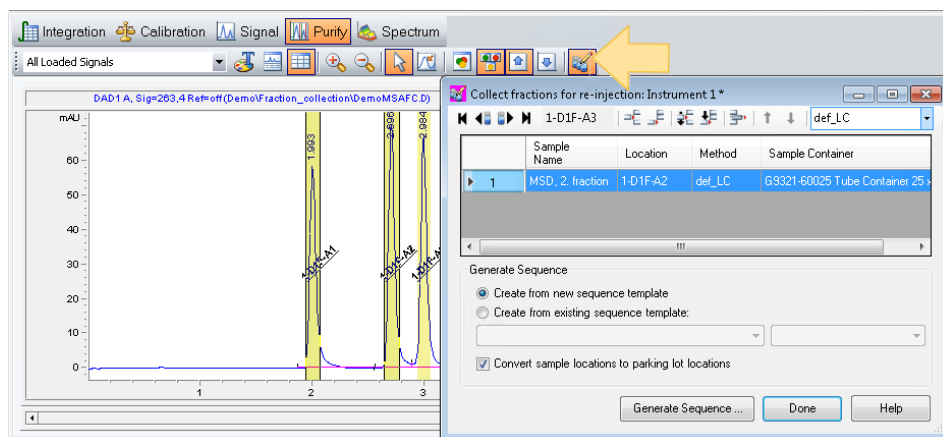 Integration Calibration Signal Purify Spectrum
All Loaded Signals
DAD1 A, Sig=263,4 Ref=off (Demo\Fraction_collection\DemoMSAFC.D)
mAU
60
50
40
30
20
10
0
1 2 3
1.993
2.696
2.984
1-D1F-A1
1-D1F-A2
Collect fractions for re-injection: Instrument 1*
1-D1F-A3 def_LC
Sample Name Location Method Sample Container
1 MSD, 2. fraction 1-D1F-A2 def_LC G9321-60025 Tube Container 25
Generate Sequence
Create from new sequence template
Create from existing sequence template:
Convert sample locations to parking lot locations
Generate Sequence ... Done Help